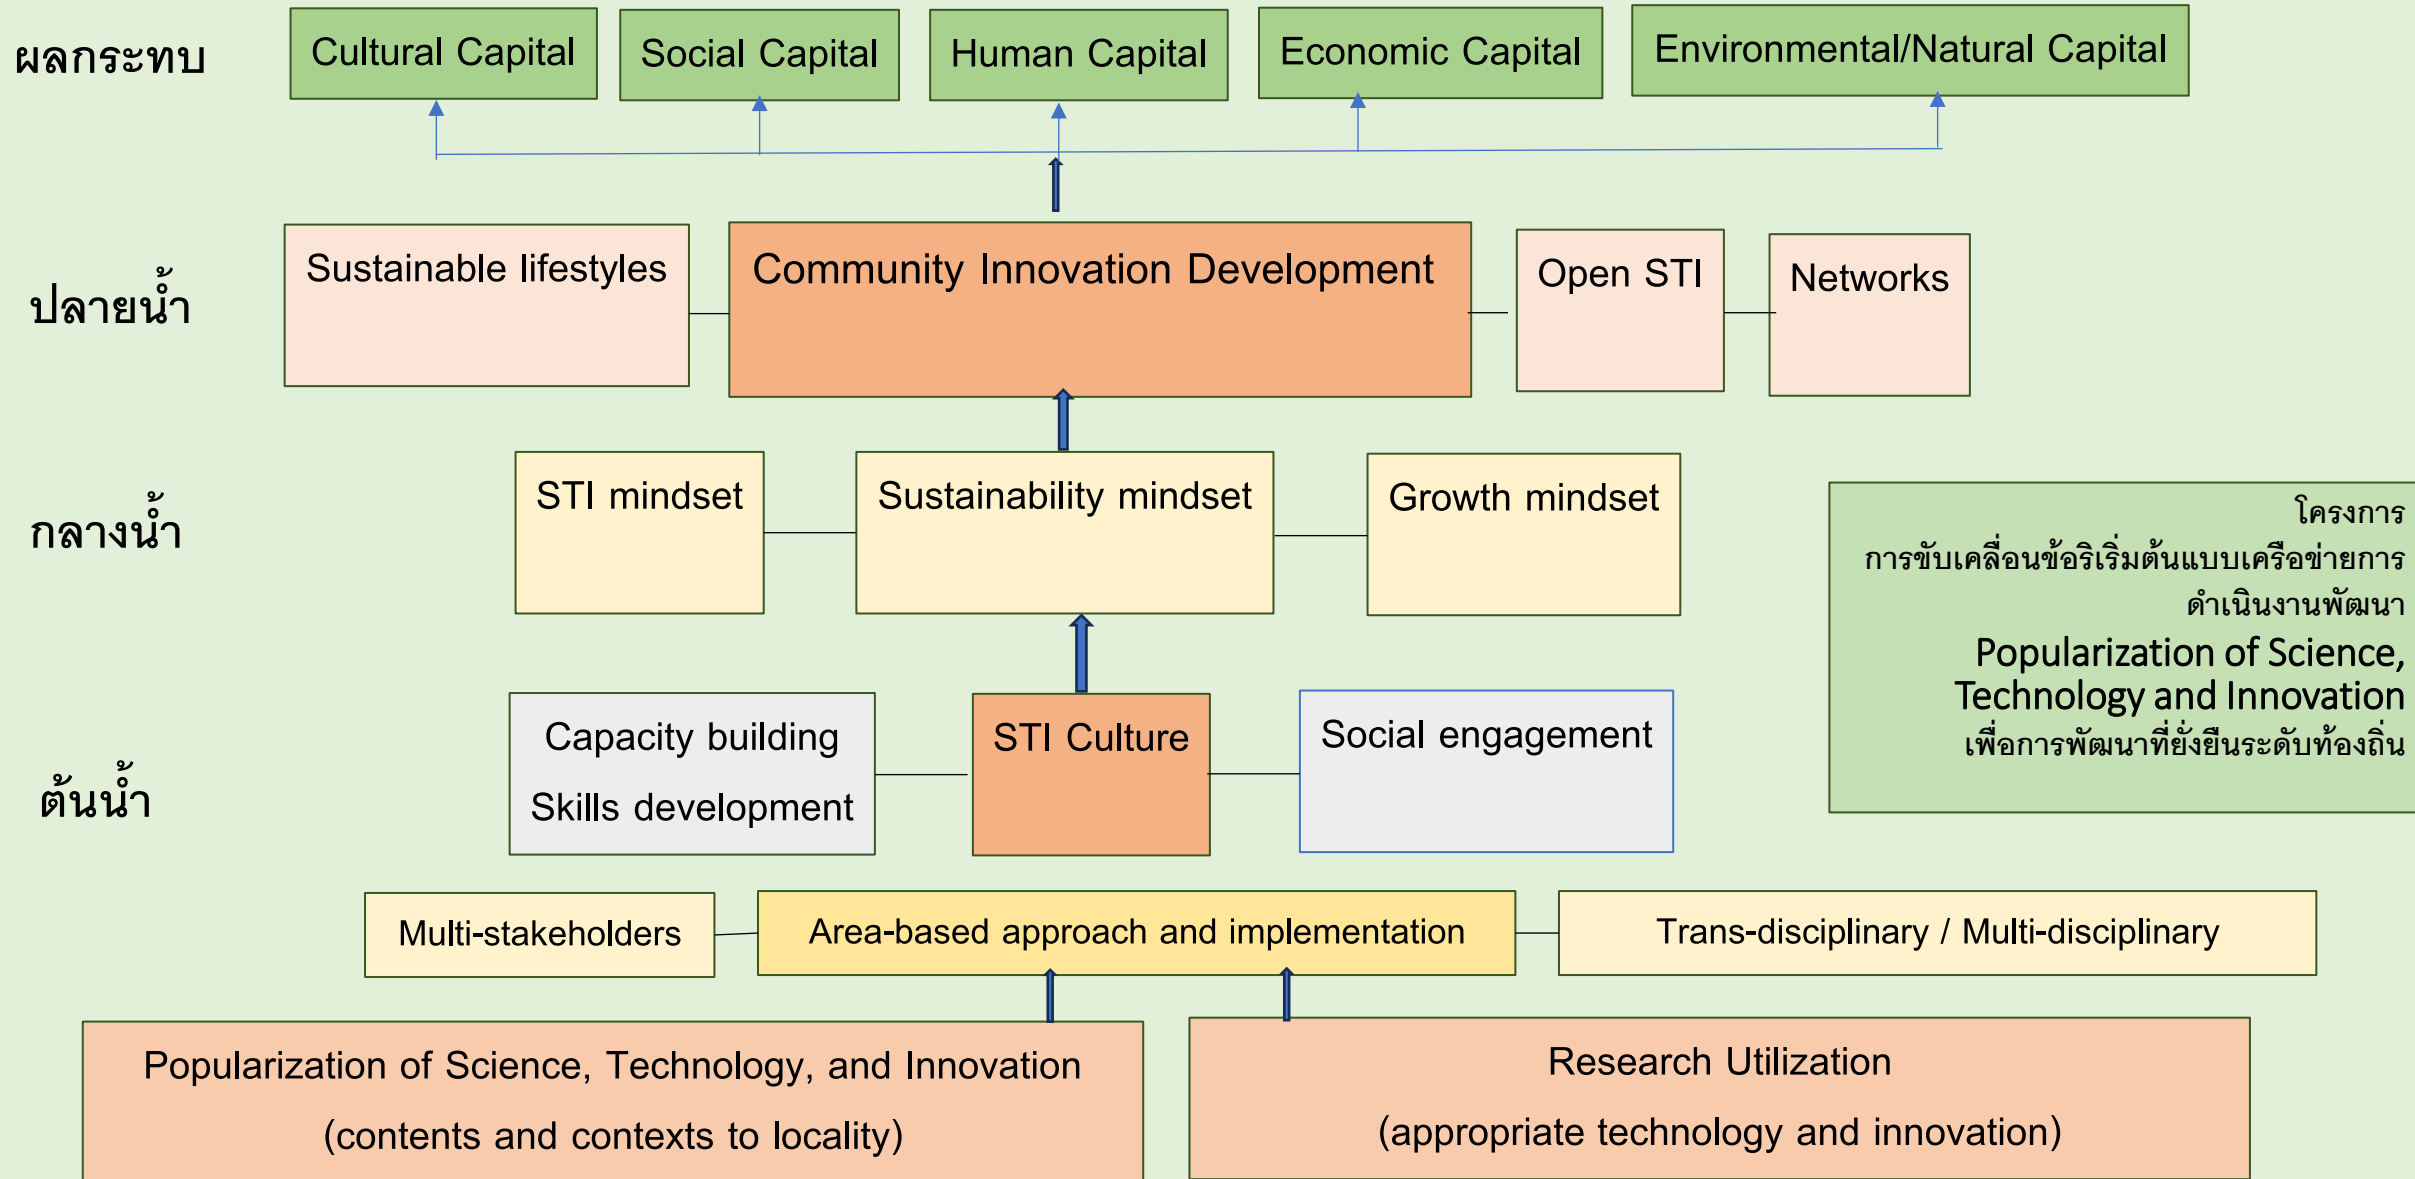 ผลกระทบ
Cultural Capital
Social Capital
Human Capital
Economic Capital
Environmental/Natural Capital
ปลายน้ำ
Sustainable lifestyles
Community Innovation Development
Open STI
Networks
กลางน้ำ
STI mindset
Sustainability mindset
Growth mindset
โครงการ
การขับเคลื่อนข้อริเริ่มต้นแบบเครือข่ายการ
ดำเนินงานพัฒนา
Popularization of Science,
Technology and Innovation
เพื่อการพัฒนาที่ยั่งยืนระดับท้องถิ่น
ต้นน้ำ
Capacity building
Skills development
STI Culture
Social engagement
Multi-stakeholders
Area-based approach and implementation
Trans-disciplinary / Multi-disciplinary
Popularization of Science, Technology, and Innovation
(contents and contexts to locality)
Research Utilization
(appropriate technology and innovation)